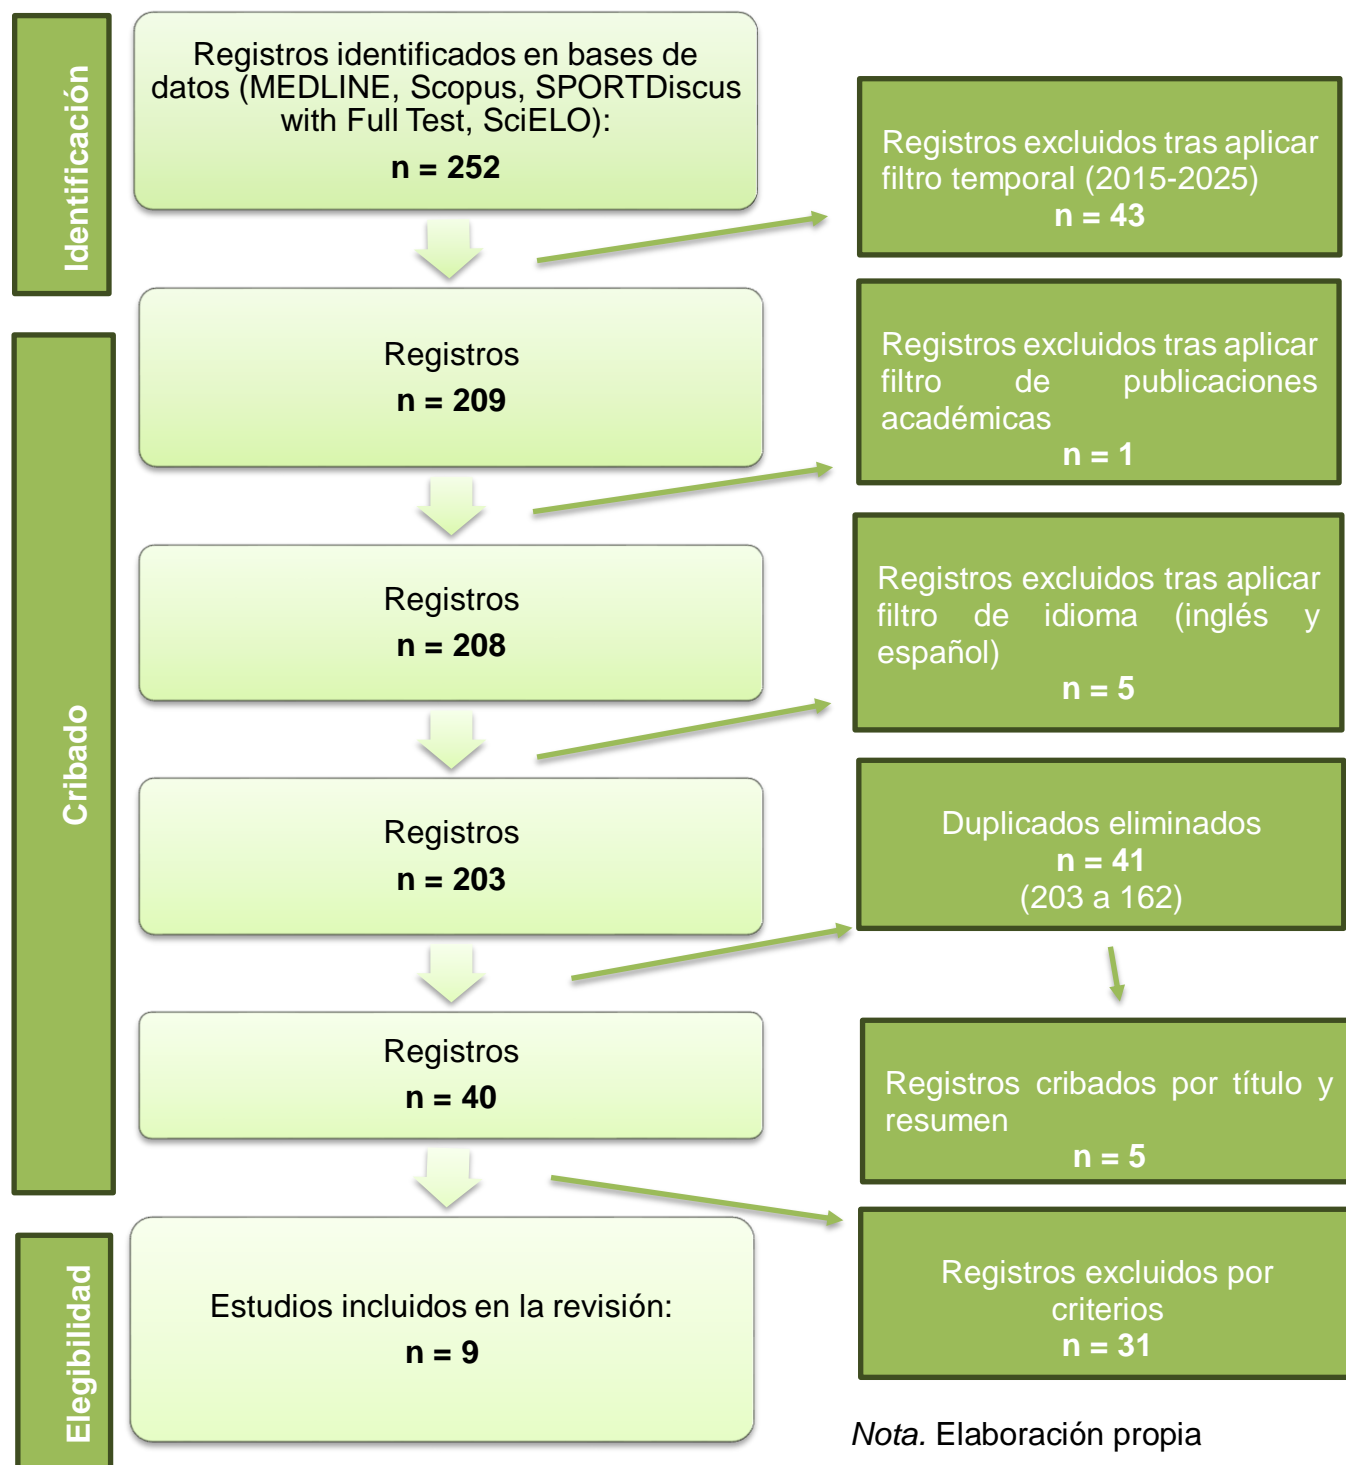 Identificación
Registros identificados en bases de
datos (MEDLINE, Scopus, SPORTDiscus
with Full Test, SciELO):
n = 252
Registros excluidos tras aplicar
filtro temporal (2015-2025)
n = 43
Cribado
Registros
n = 209
Registros excluidos tras aplicar
filtro de publicaciones
académicas
n = 1
Registros
n = 208
Registros excluidos tras aplicar
filtro de idioma (inglés y
español)
n = 5
Registros
n = 203
Duplicados eliminados
n = 41
(203 a 162)
Registros
n = 40
Registros cribados por título y
resumen
n = 5
Elegibilidad
Estudios incluidos en la revisión:
n = 9
Registros excluidos por
criterios
n = 31
Nota. Elaboración propia